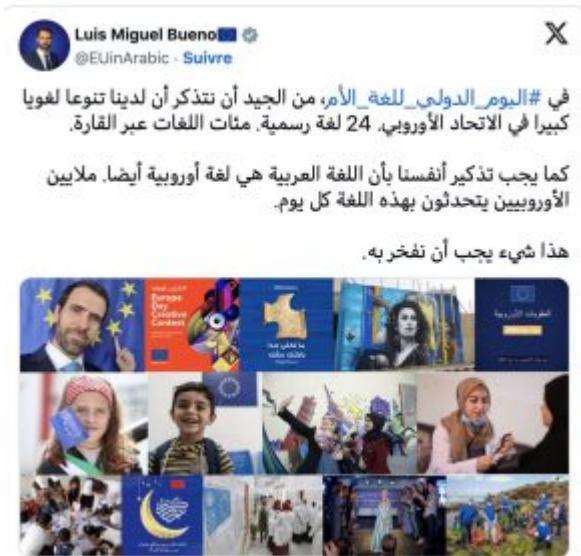 Luis Miguel Bueno
@EUinArabic · Suivre
في #اليوم_الدولي_للغة_الأم، من الجيد أن نتذكر أن لدينا تنوعا لغويا
كبيرا في الاتحاد الأوروبي. 24 لغة رسمية. مئات اللغات عبر القارة.
كما يجب تذكير أنفسنا بأن اللغة العربية هي لغة أوروبية أيضا. ملايين
الأوروبيين يتحدثون بهذه اللغة كل يوم.
هذا شيء يجب أن نفخر به.
Europe
Day
Creative
Contest